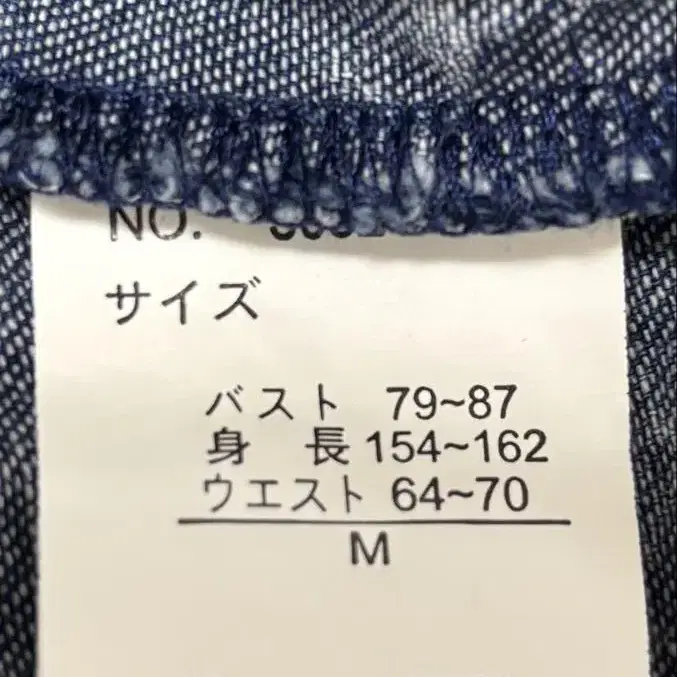 NO.
サイズ
バスト 79~87
身 長 154~162
ウエスト 64~70
M